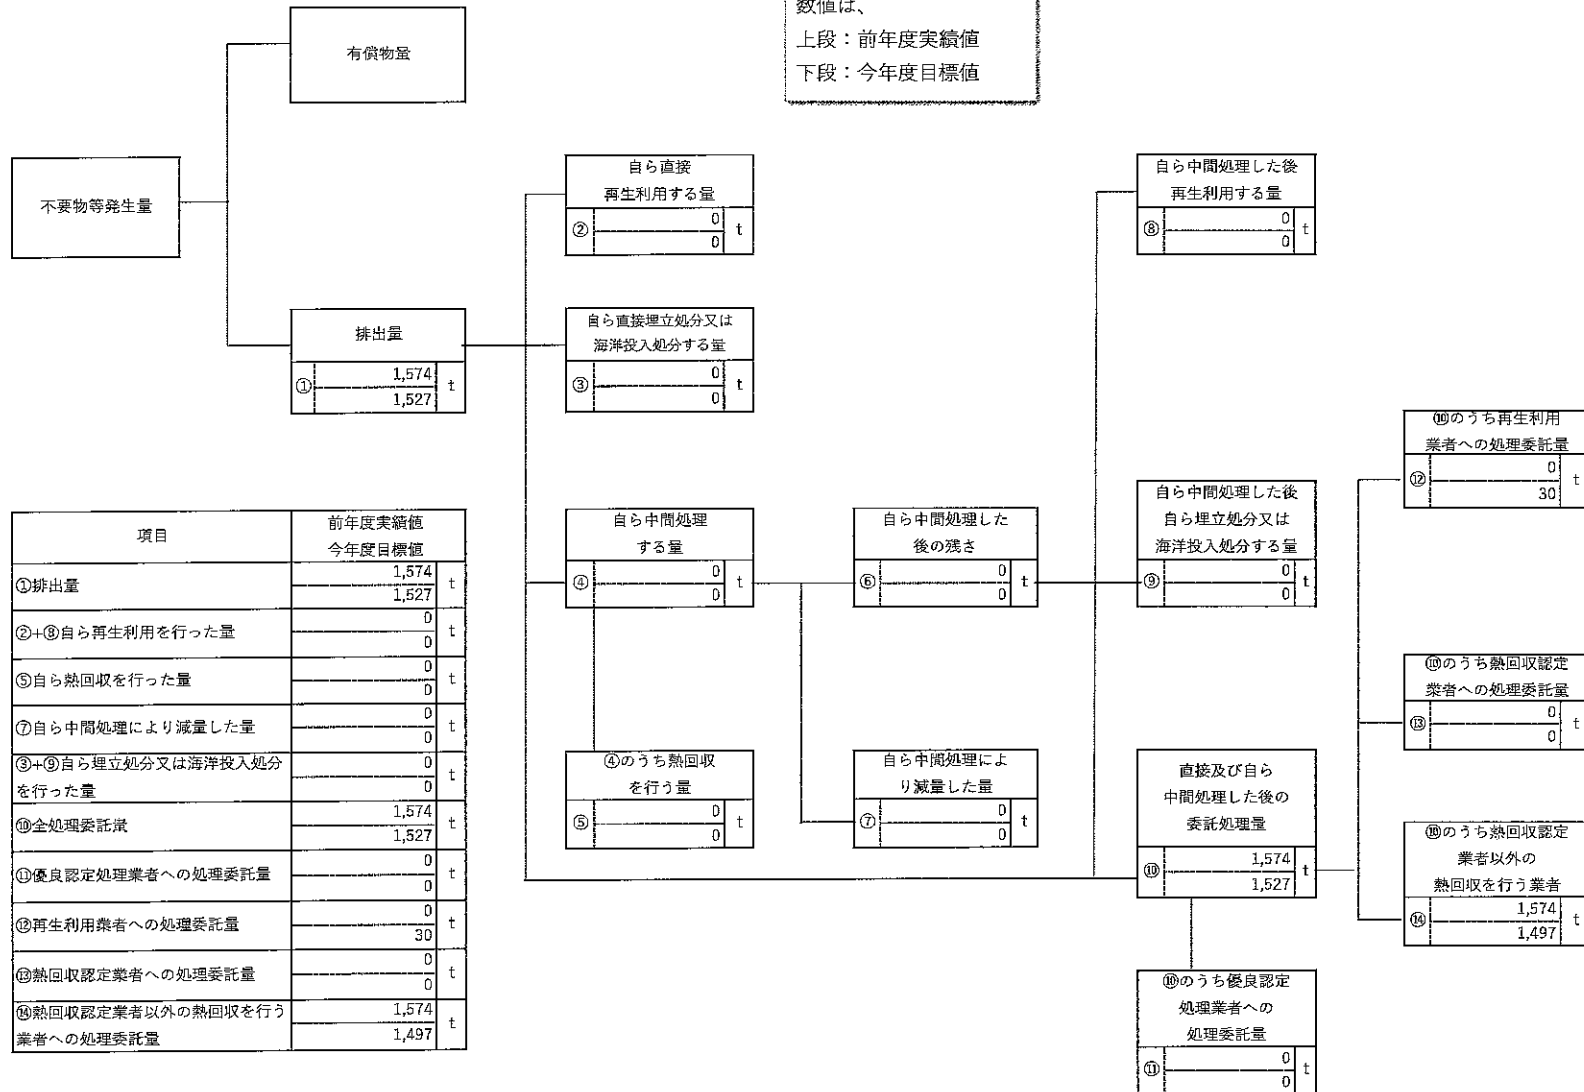 数値は、
上段：前年度実績値
下段：今年度目標値
有償物量
不要物等発生量
排出量
① 1,574 t
1,527
自ら直接
再生利用する量
② 0 t
0
自ら直接埋立処分又は
海洋投入処分する量
③ 0 t
0
自ら中間処理
する量
④ 0 t
0
④のうち熱回収
を行う量
⑤ 0 t
0
自ら中間処理した
後の残さ
⑥ 0 t
0
自ら中間処理によ
り減量した量
⑦ 0 t
0
自ら中間処理した後
再生利用する量
⑧ 0 t
0
自ら中間処理した後
自ら埋立処分又は
海洋投入処分する量
⑨ 0 t
0
直接及び自ら
中間処理した後の
委託処理量
⑩ 1,574 t
1,527
⑩のうち優良認定
処理業者への
処理委託量
⑪ 0 t
0
⑩のうち再生利用
業者への処理委託量
⑫ 0 t
30
⑩のうち熱回収認定
業者への処理委託量
⑬ 0 t
0
⑩のうち熱回収認定
業者以外の
熱回収を行う業者
⑭ 1,574 t
1,497
項目 前年度実績値
今年度目標値
①排出量 1,574 t
1,527
②+⑧自ら再生利用を行った量 0 t
0
⑤自ら熱回収を行った量 0 t
0
⑦自ら中間処理により減量した量 0 t
0
③+⑨自ら埋立処分又は海洋投入処分 0 t
を行った量 0
⑩全処理委託量 1,574 t
1,527
⑪優良認定処理業者への処理委託量 0 t
0
⑫再生利用業者への処理委託量 0 t
30
⑬熱回収認定業者への処理委託量 0 t
0
⑭熱回収認定業者以外の熱回収を行う 1,574 t
業者への処理委託量 1,497